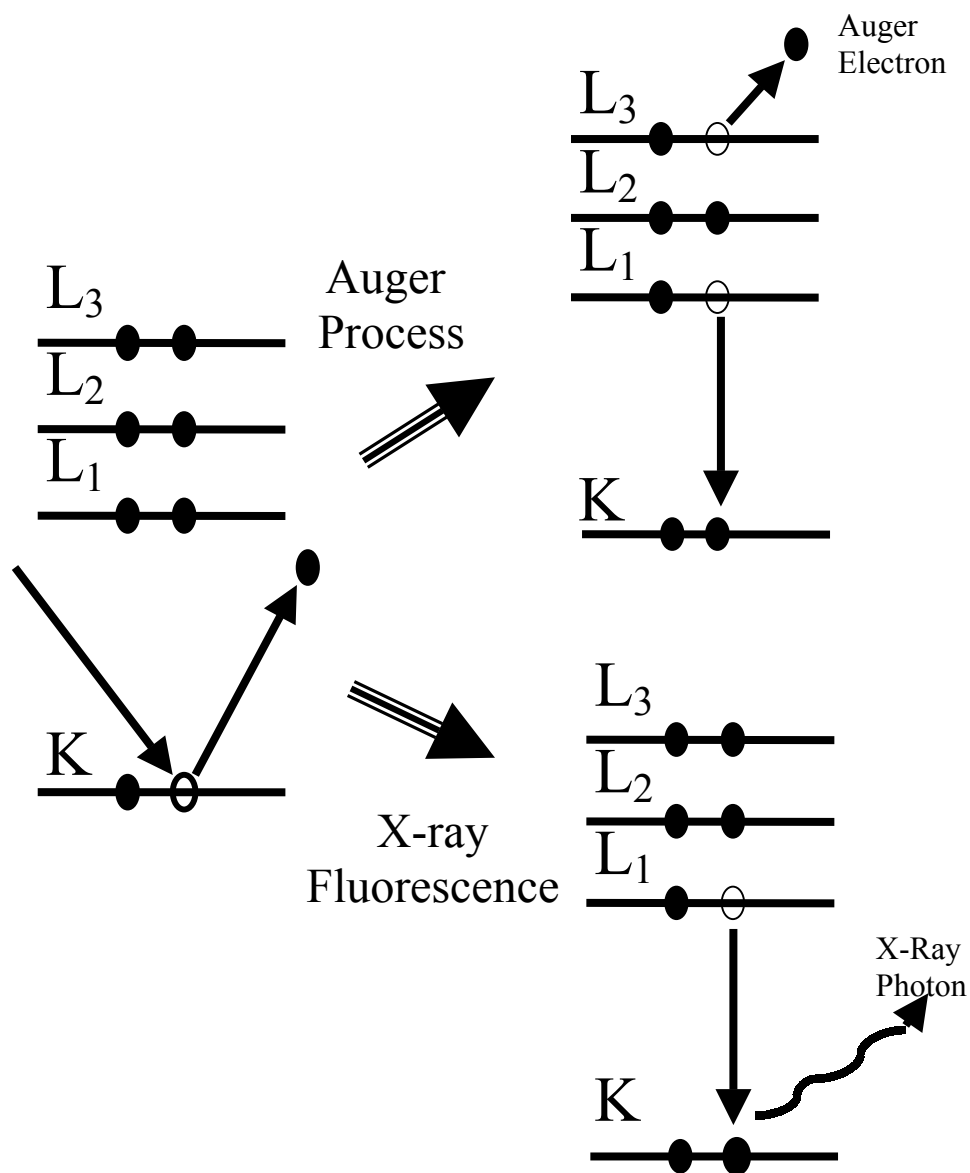 Auger
Electron
L3
L2
L1
Auger
Process
L3
L2
L1
K
K
X-ray
Fluorescence
L3
L2
L1
X-Ray
Photon
K